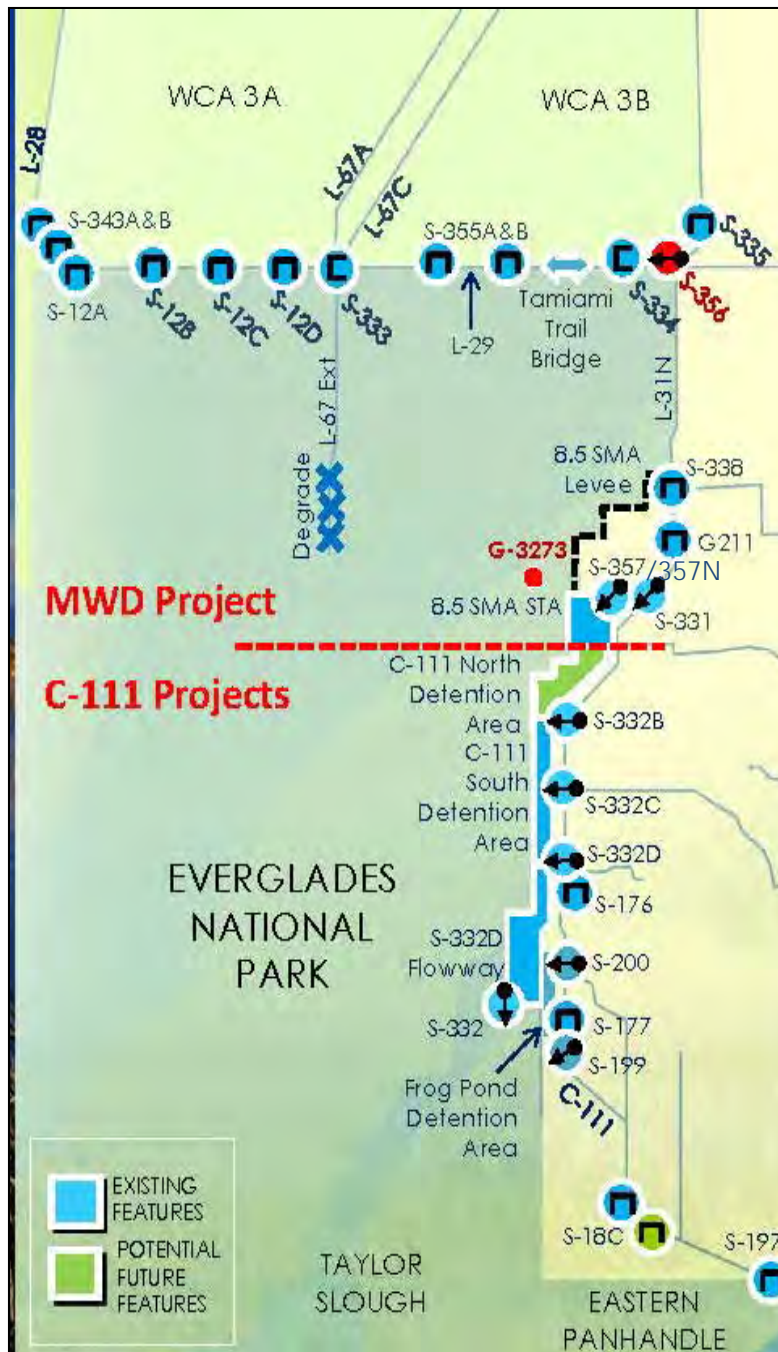 WCA 3A
WCA 3B
L-28
L-67A
L-67C
S-343A&B
S-355A&B
S-335
S-12A
S-12B
S-12C
S-12D
S-333
L-29
Tamiami
Trail
Bridge
S-334
S-356
L-67 Ext
L-31N
Degrade
8.5 SMA
Levee
S-338
G211
G-3273
S-357/357N
MWD Project
8.5 SMA STA
S-331
C-111 Projects
C-111 North
Detention
Area
S-332B
C-111
South
Detention
Area
S-332C
S-332D
S-176
EVERGLADES
NATIONAL
PARK
S-332D
Flowway
S-200
S-332
S-177
S-199
Frog Pond
Detention
Area
C-111
EXISTING
FEATURES
POTENTIAL
FUTURE
FEATURES
S-18C
S-197
TAYLOR
SLOUGH
EASTERN
PANHANDLE